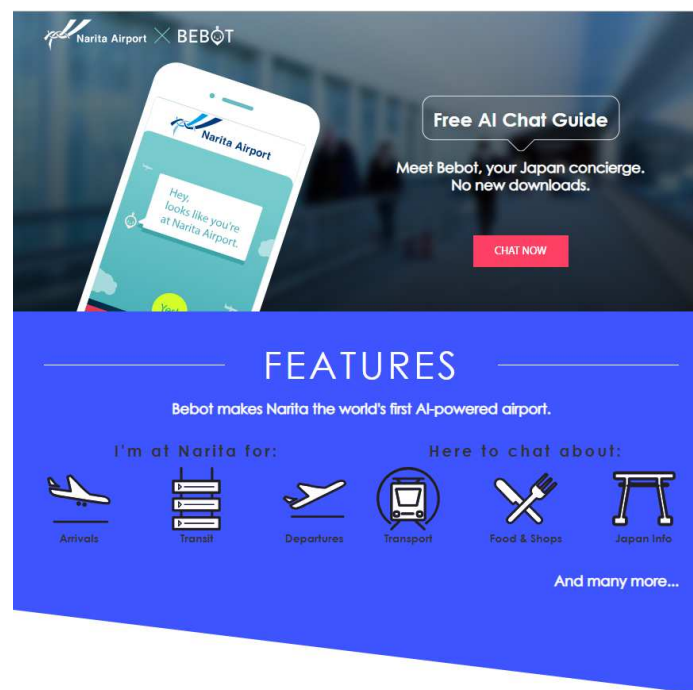 Narita Airport × BEBOT
Narita Airport
Hey,
looks like you're
at Narita Airport.
Yes!
Free AI Chat Guide
Meet Bebot, your Japan concierge.
No new downloads.
CHAT NOW
FEATURES
Bebot makes Narita the world's first AI-powered airport.
I'm at Narita for:
Here to chat about:
Arrivals
Transit
Departures
Transport
Food & Shops
Japan Info
And many more...